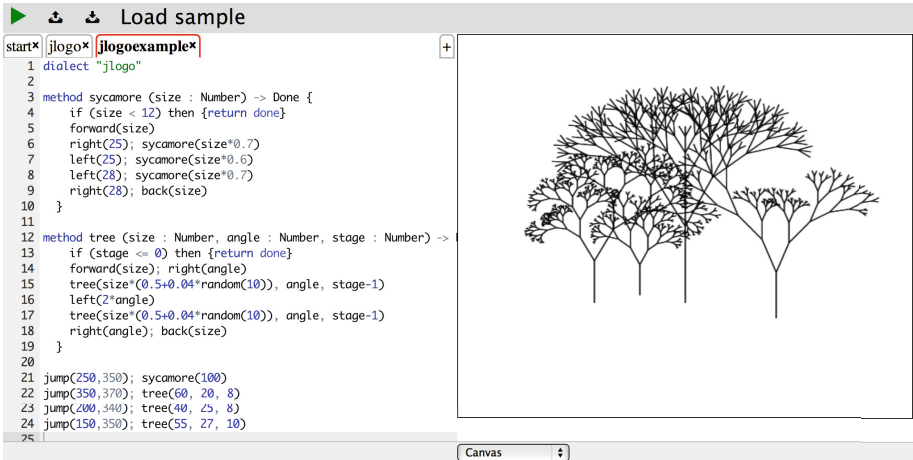 Load sample
start× jlogo× jlogoexample× +
1 dialect "jlogo"
2
3 method sycamore (size : Number) -> Done {
4 if (size < 12) then {return done}
5 forward(size)
6 right(25); sycamore(size*0.7)
7 left(25); sycamore(size*0.6)
8 left(28); sycamore(size*0.7)
9 right(28); back(size)
10 }
11
12 method tree (size : Number, angle : Number, stage : Number) ->
13 if (stage <= 0) then {return done}
14 forward(size); right(angle)
15 tree(size*(0.5+0.04*random(10)), angle, stage-1)
16 left(2*angle)
17 tree(size*(0.5+0.04*random(10)), angle, stage-1)
18 right(angle); back(size)
19 }
20
21 jump(250,350); sycamore(100)
22 jump(350,370); tree(60, 20, 8)
23 jump(200,340); tree(40, 25, 8)
24 jump(150,350); tree(55, 27, 10)
25
Canvas